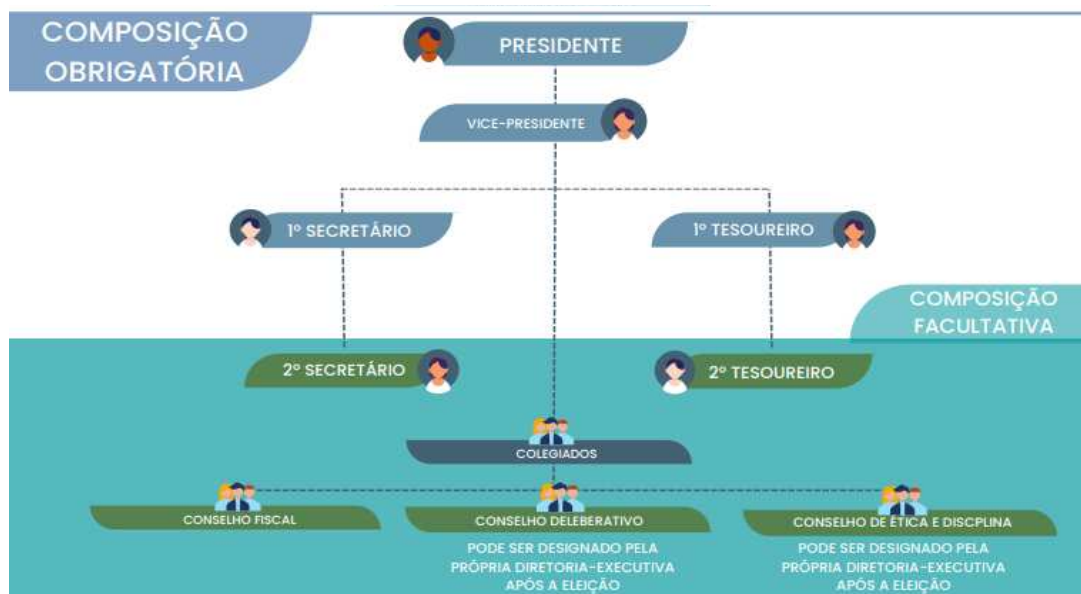 COMPOSIÇÃO
OBRIGATÓRIA
PRESIDENTE
VICE-PRESIDENTE
1º SECRETÁRIO
1º TESOUREIRO
COMPOSIÇÃO
FACULTATIVA
2º SECRETÁRIO
2º TESOUREIRO
COLEGIADOS
CONSELHO FISCAL
CONSELHO DELEBERATIVO
CONSELHO DE ÉTICA E DISCPLINA
PODE SER DESIGNADO PELA
PRÓPRIA DIRETORIA-EXECUTIVA
APÓS A ELEIÇÃO
PODE SER DESIGNADO PELA
PRÓPRIA DIRETORIA-EXECUTIVA
APÓS A ELEIÇÃO